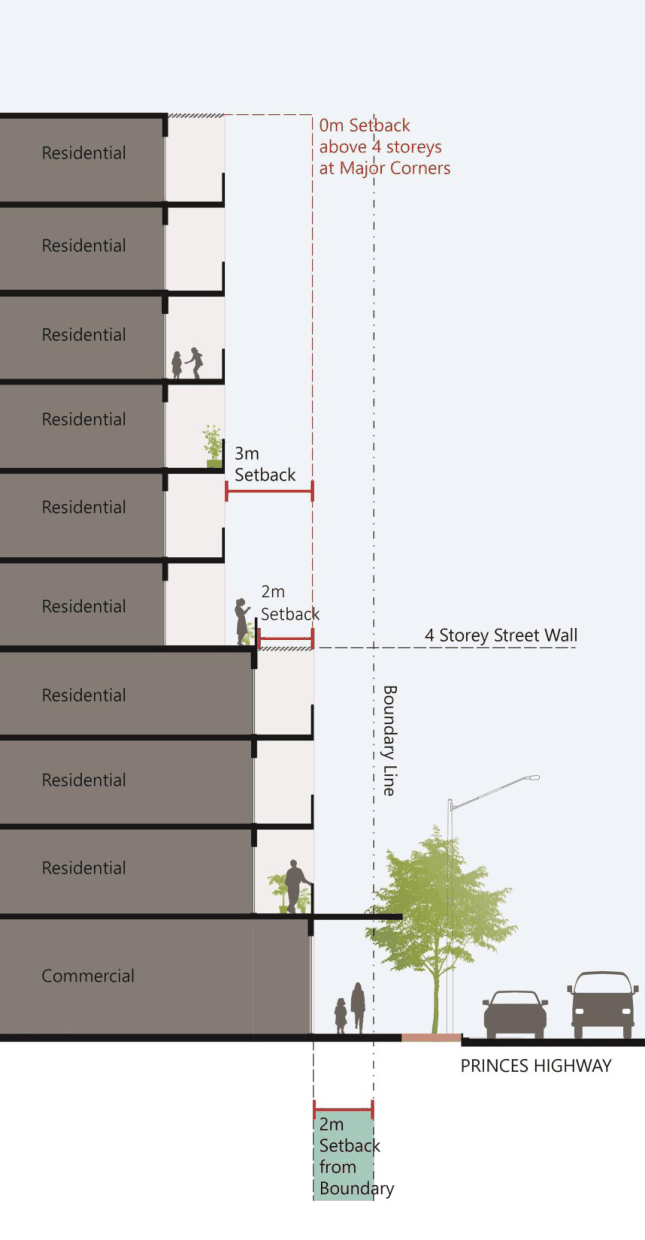 0m Setback
above 4 storeys
at Major Corners
Residential
Residential
Residential
Residential
3m
Setback
Residential
2m
Setback
Residential
4 Storey Street Wall
Residential
Boundary Line
Residential
Residential
Commercial
PRINCES HIGHWAY
2m
Setback
from
Boundary